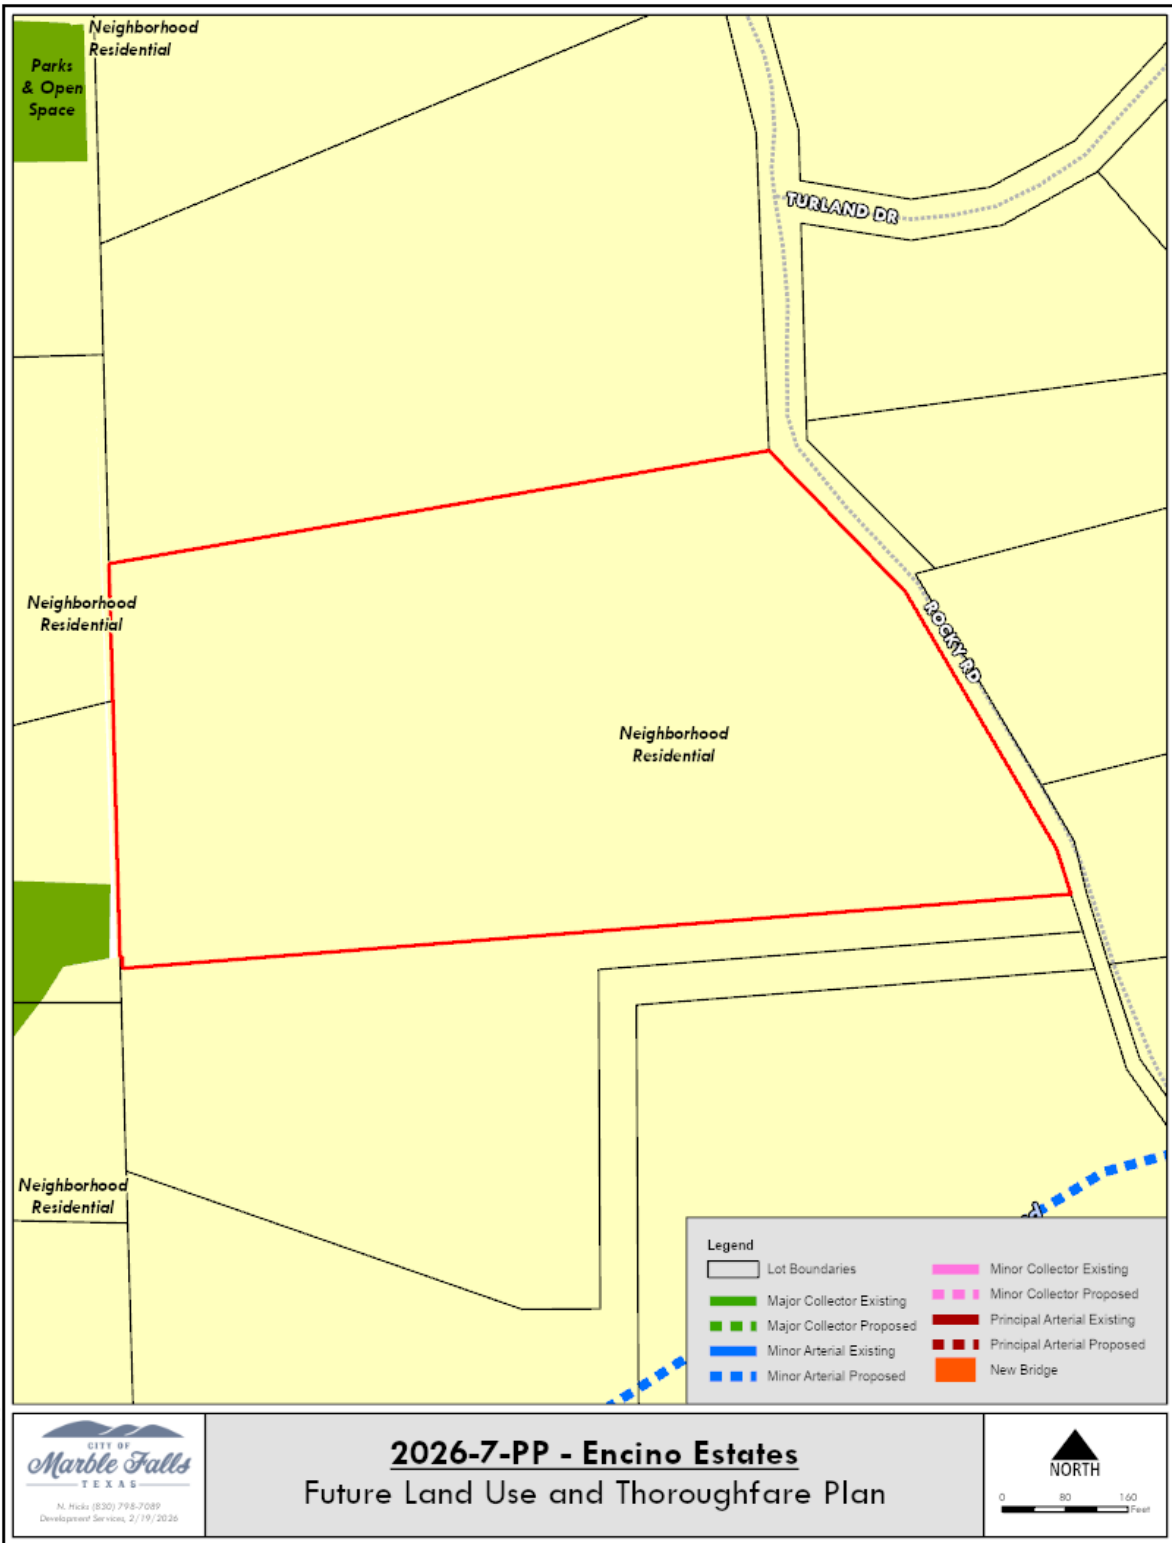 Neighborhood
Residential
Parks
& Open
Space
TURLAND DR
Neighborhood
Residential
ROCKY RD
Neighborhood
Residential
Neighborhood
Residential
Legend
Lot Boundaries
Major Collector Existing
Major Collector Proposed
Minor Arterial Existing
Minor Arterial Proposed
Minor Collector Existing
Minor Collector Proposed
Principal Arterial Existing
Principal Arterial Proposed
New Bridge
CITY OF
Marble Falls
TEXAS
N. Hicks (830) 798-7089
Development Services, 2/19/2026
2026-7-PP - Encino Estates
Future Land Use and Thoroughfare Plan
NORTH
0 80 160
Feet